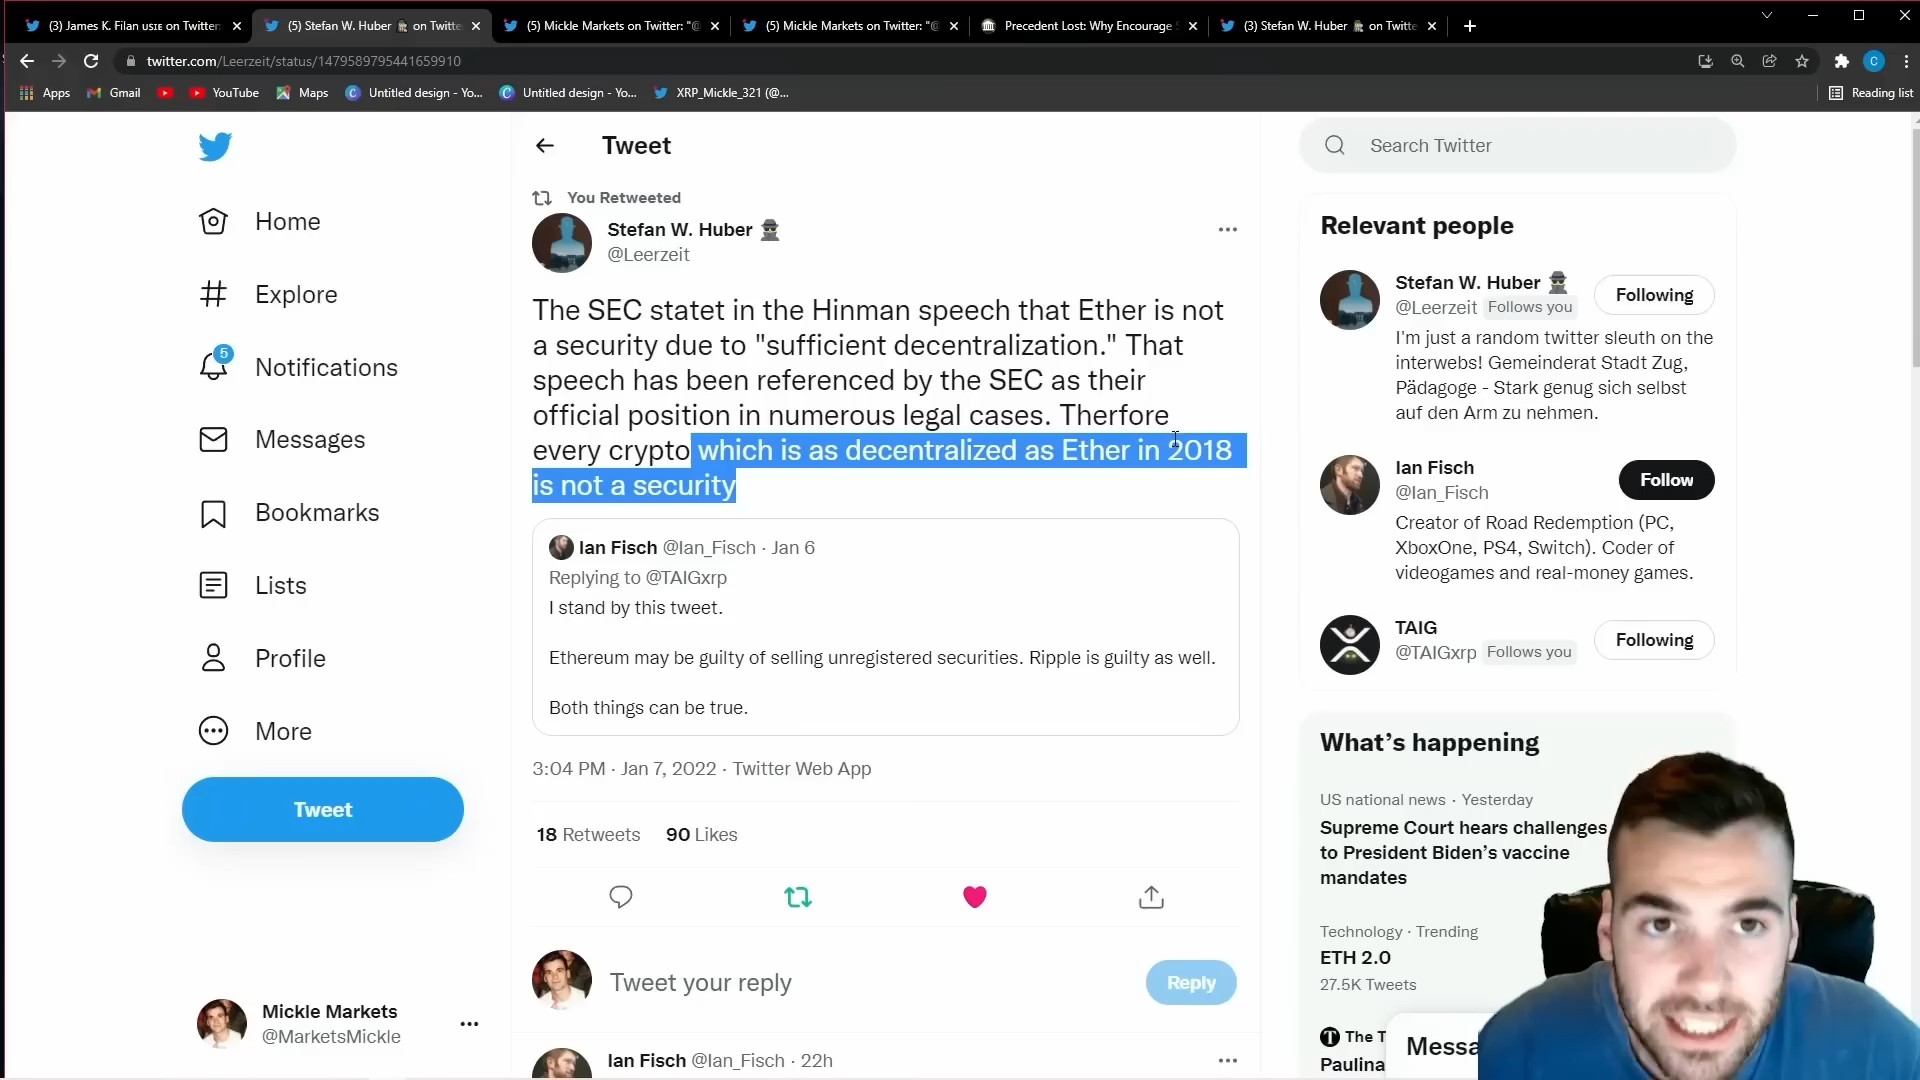 (3) James K. Filan usıɛ on Twitter:
(5) Stefan W. Huber on Twitte
(5) Mickle Markets on Twitter: "@
(5) Mickle Markets on Twitter: "@
Precedent Lost: Why Encourage S
(3) Stefan W. Huber on Twitte
twitter.com/Leerzeit/status/1479589795441659910
C
Apps
Gmail
YouTube
Maps
Untitled design - Yo...
Untitled design - Yo...
XRP_Mickle_321 (@...
Reading list
Home
Explore
5
Notifications
Messages
Bookmarks
Lists
Profile
More
Tweet
Mickle Markets
@MarketsMickle
Tweet
You Retweeted
Stefan W. Huber
@Leerzeit
The SEC statet in the Hinman speech that Ether is not
a security due to "sufficient decentralization." That
speech has been referenced by the SEC as their
official position in numerous legal cases. Therfore
every crypto which is as decentralized as Ether in 2018
is not a security
Ian Fisch @Ian_Fisch · Jan 6
Replying to @TAIGxrp
I stand by this tweet.
Ethereum may be guilty of selling unregistered securities. Ripple is guilty as well.
Both things can be true.
3:04 PM · Jan 7, 2022 · Twitter Web App
18 Retweets 90 Likes
Tweet your reply
Reply
Ian Fisch @Ian_Fisch · 22h
Search Twitter
Relevant people
Stefan W. Huber
@Leerzeit Follows you
Following
I'm just a random twitter sleuth on the
interwebs! Gemeinderat Stadt Zug,
Pädagoge - Stark genug sich selbst
auf den Arm zu nehmen.
Ian Fisch
@Ian_Fisch
Follow
Creator of Road Redemption (PC,
XboxOne, PS4, Switch). Coder of
videogames and real-money games.
TAIG
@TAIGxrp Follows you
Following
What's happening
US national news · Yesterday
Supreme Court hears challenges
to President Biden's vaccine
mandates
Technology · Trending
ETH 2.0
27.5K Tweets
The T
Paulina
Messa